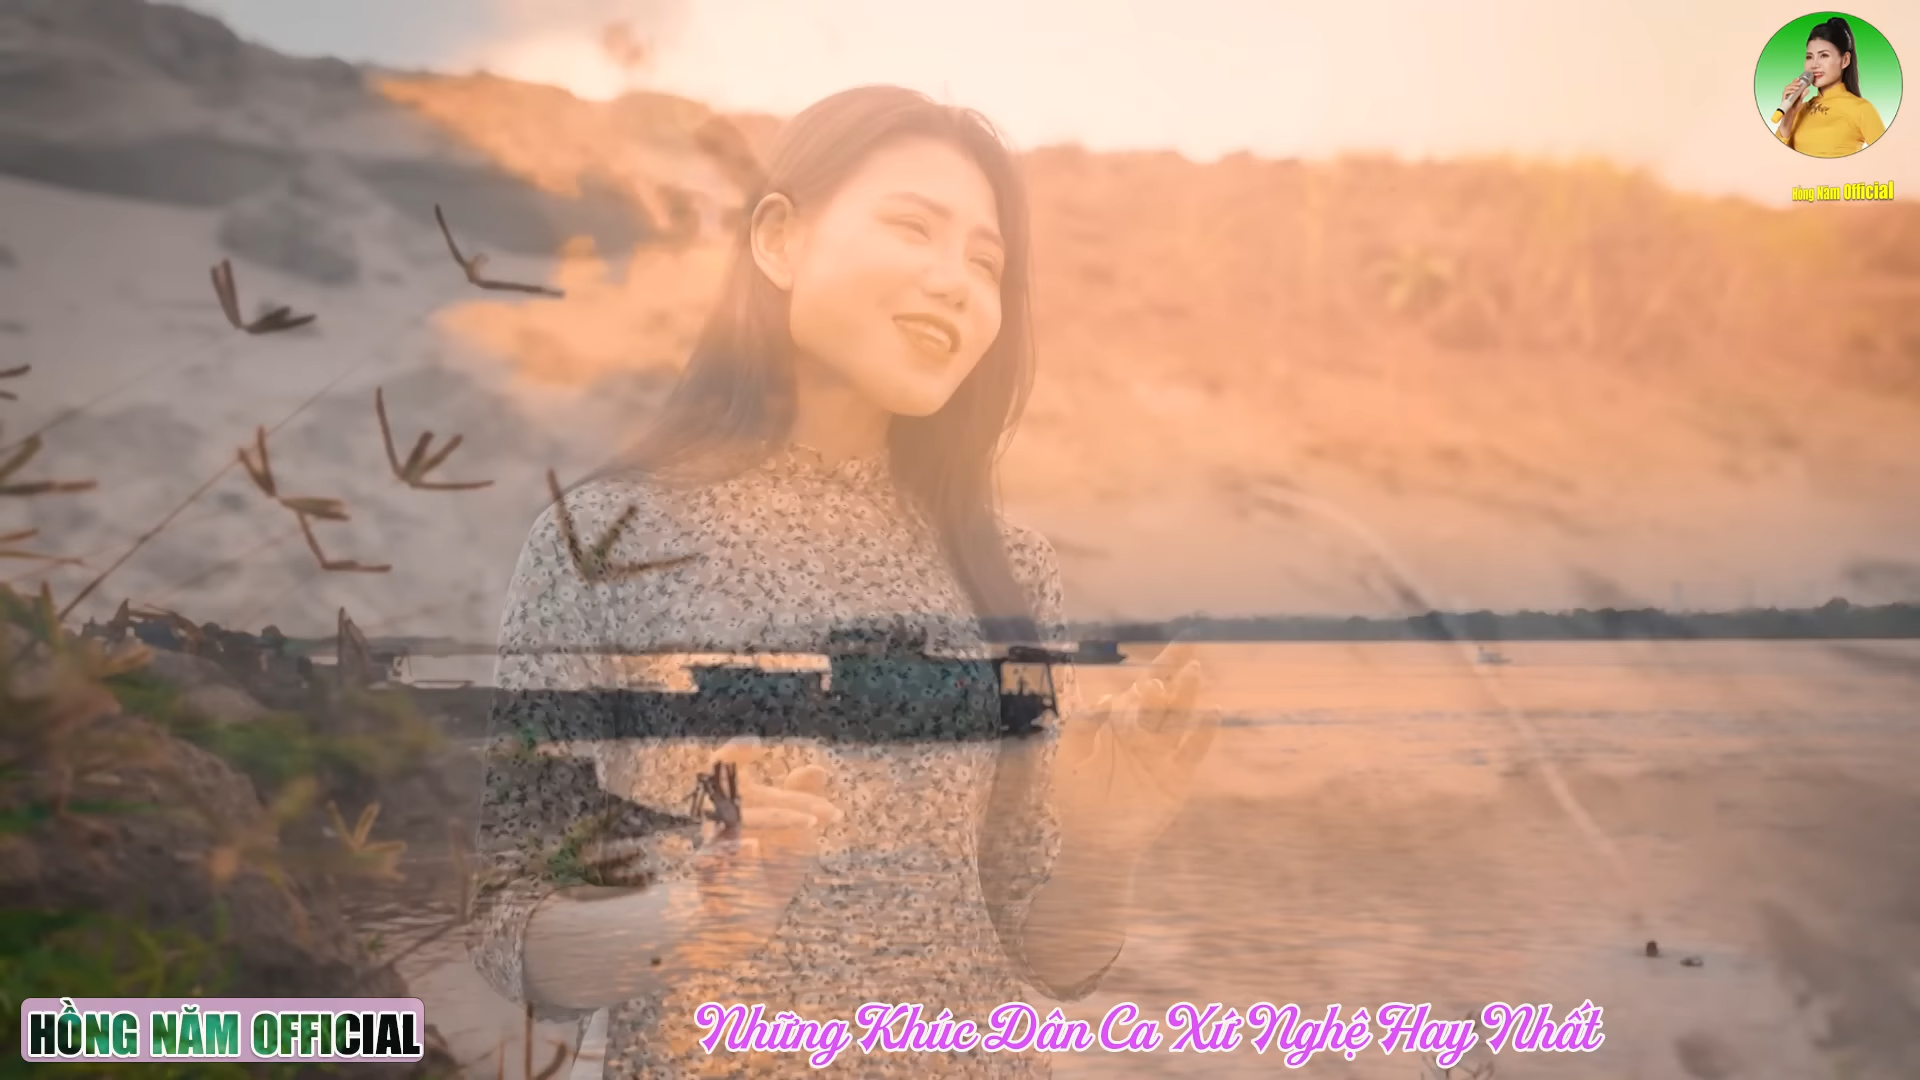 Hồng Năm Official
HỒNG NĂM OFFICIAL
Những Khúc Dân Ca Xứ Nghệ Hay Nhất